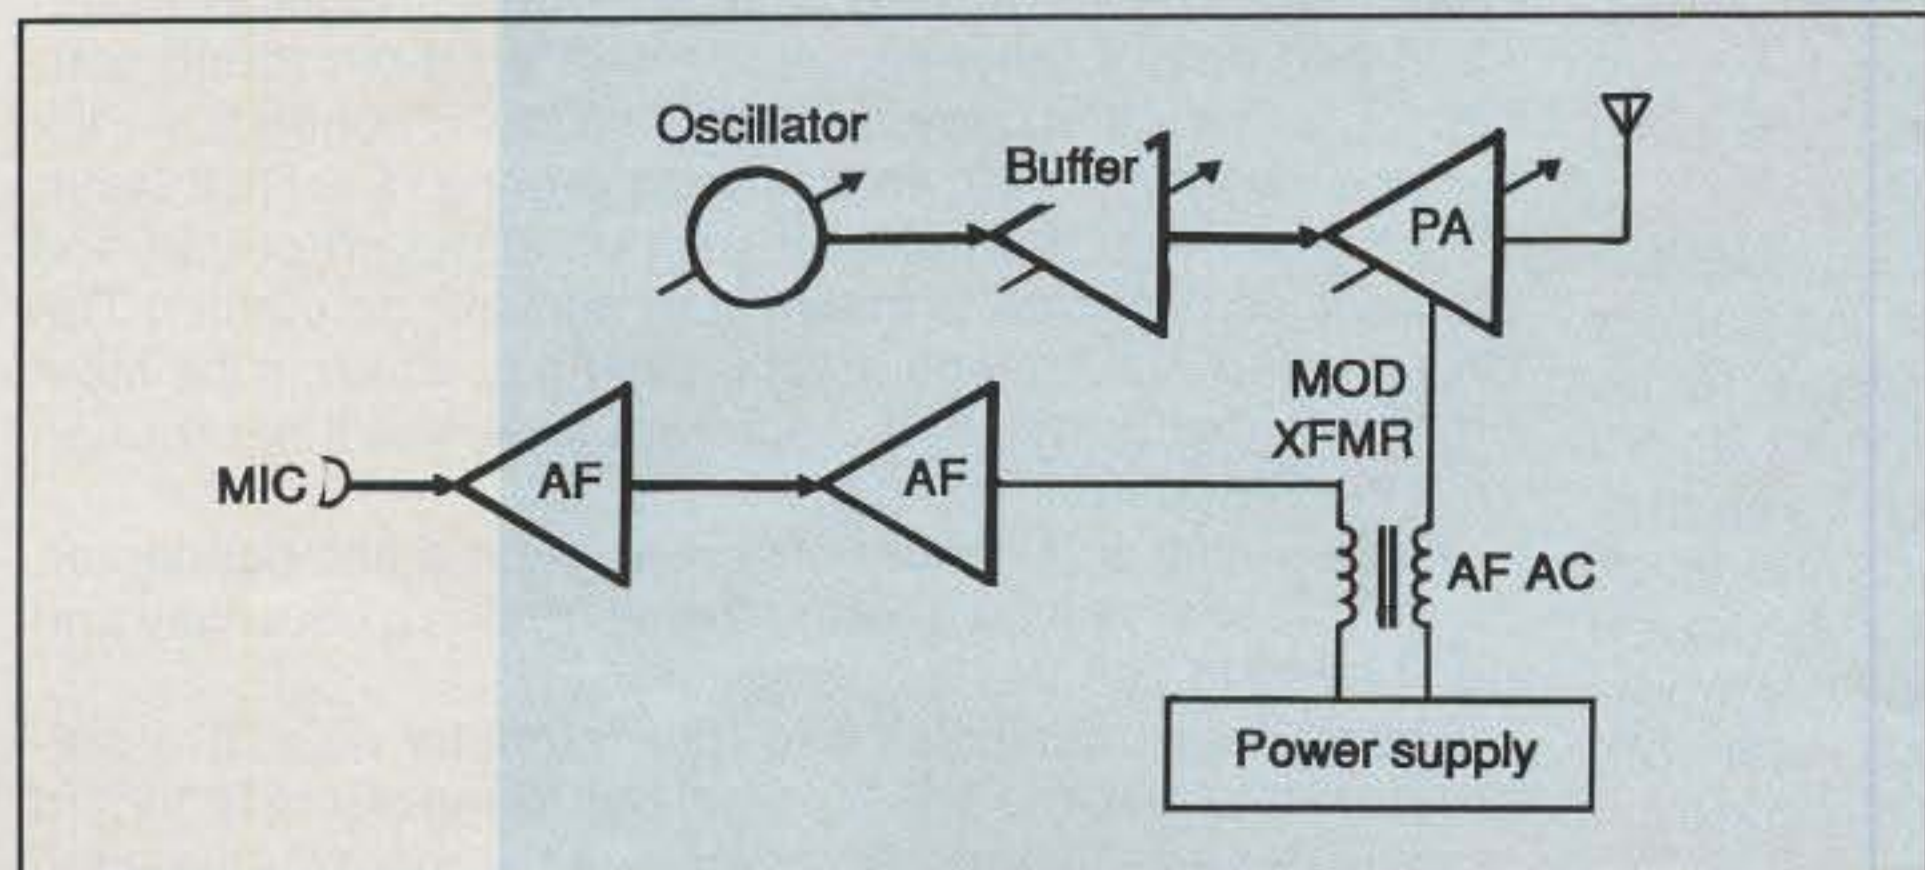 Oscillator
Buffer
PA
MOD
XFMR
MIC
AF
AF
AF AC
Power supply